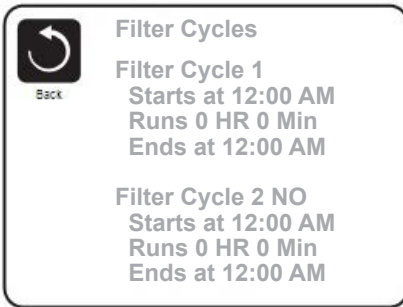 Filter Cycles
Back
Filter Cycle 1
Starts at 12:00 AM
Runs 0 HR 0 Min
Ends at 12:00 AM
Filter Cycle 2 NO
Starts at 12:00 AM
Runs 0 HR 0 Min
Ends at 12:00 AM